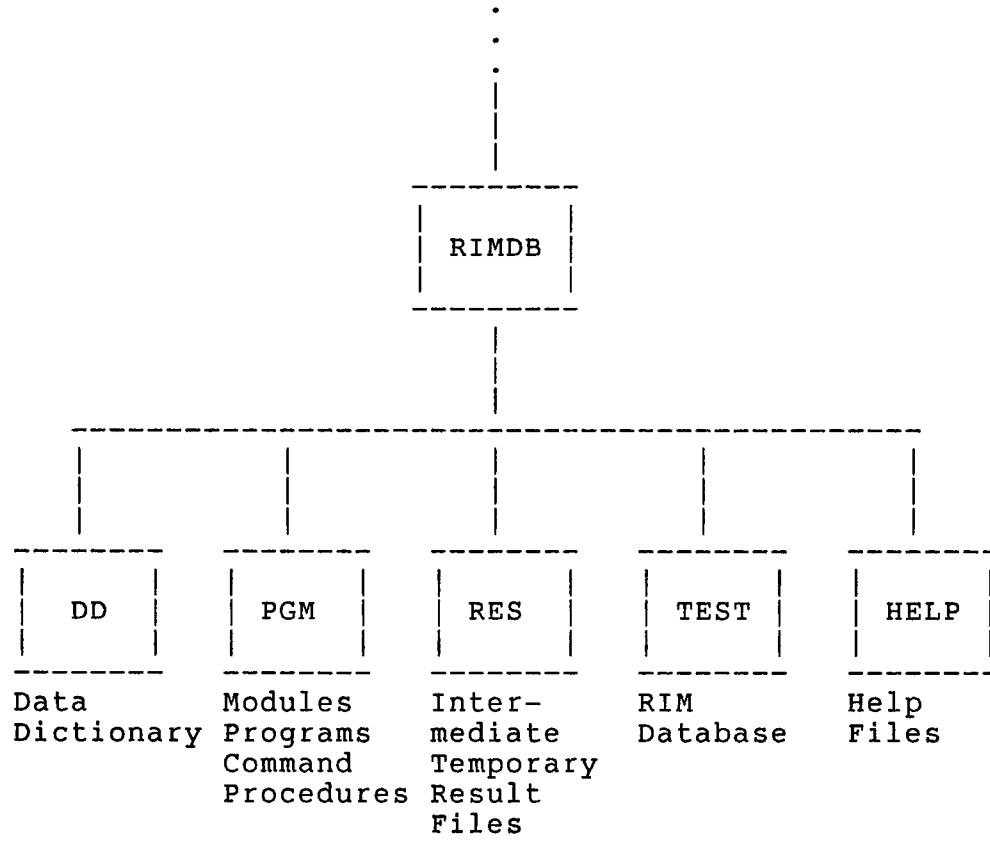 RIMDB
DD PGM RES TEST HELP
Data Modules Inter- RIM Help
Dictionary Programs mediate Database Files
Command Temporary
Procedures Result
Files